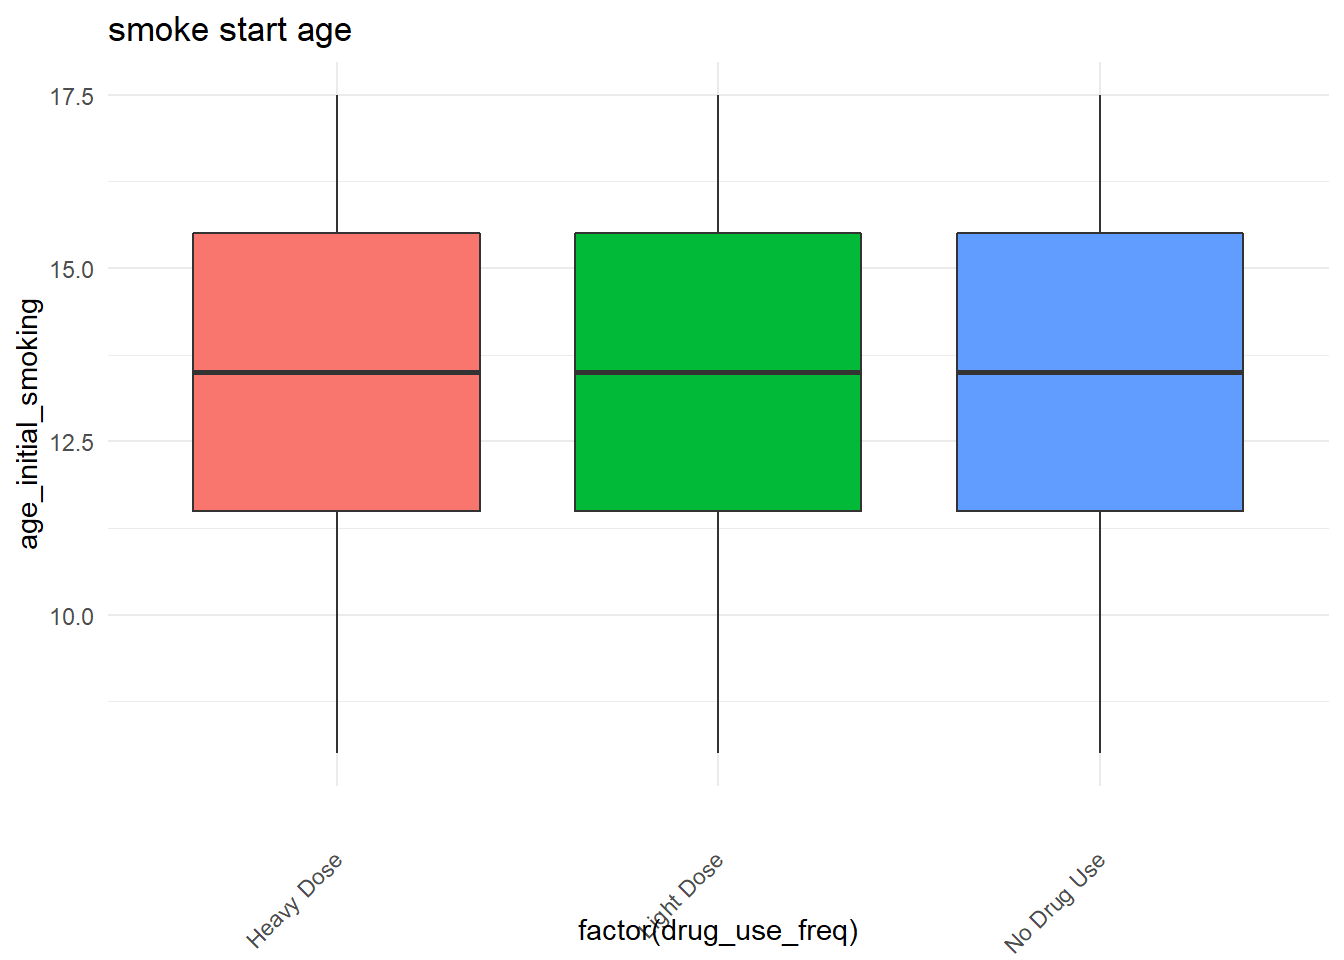 smoke start age
17.5
15.0
12.5
10.0
age_initial_smoking
Heavy Dose
Light Dose
No Drug Use
factor(drug_use_freq)